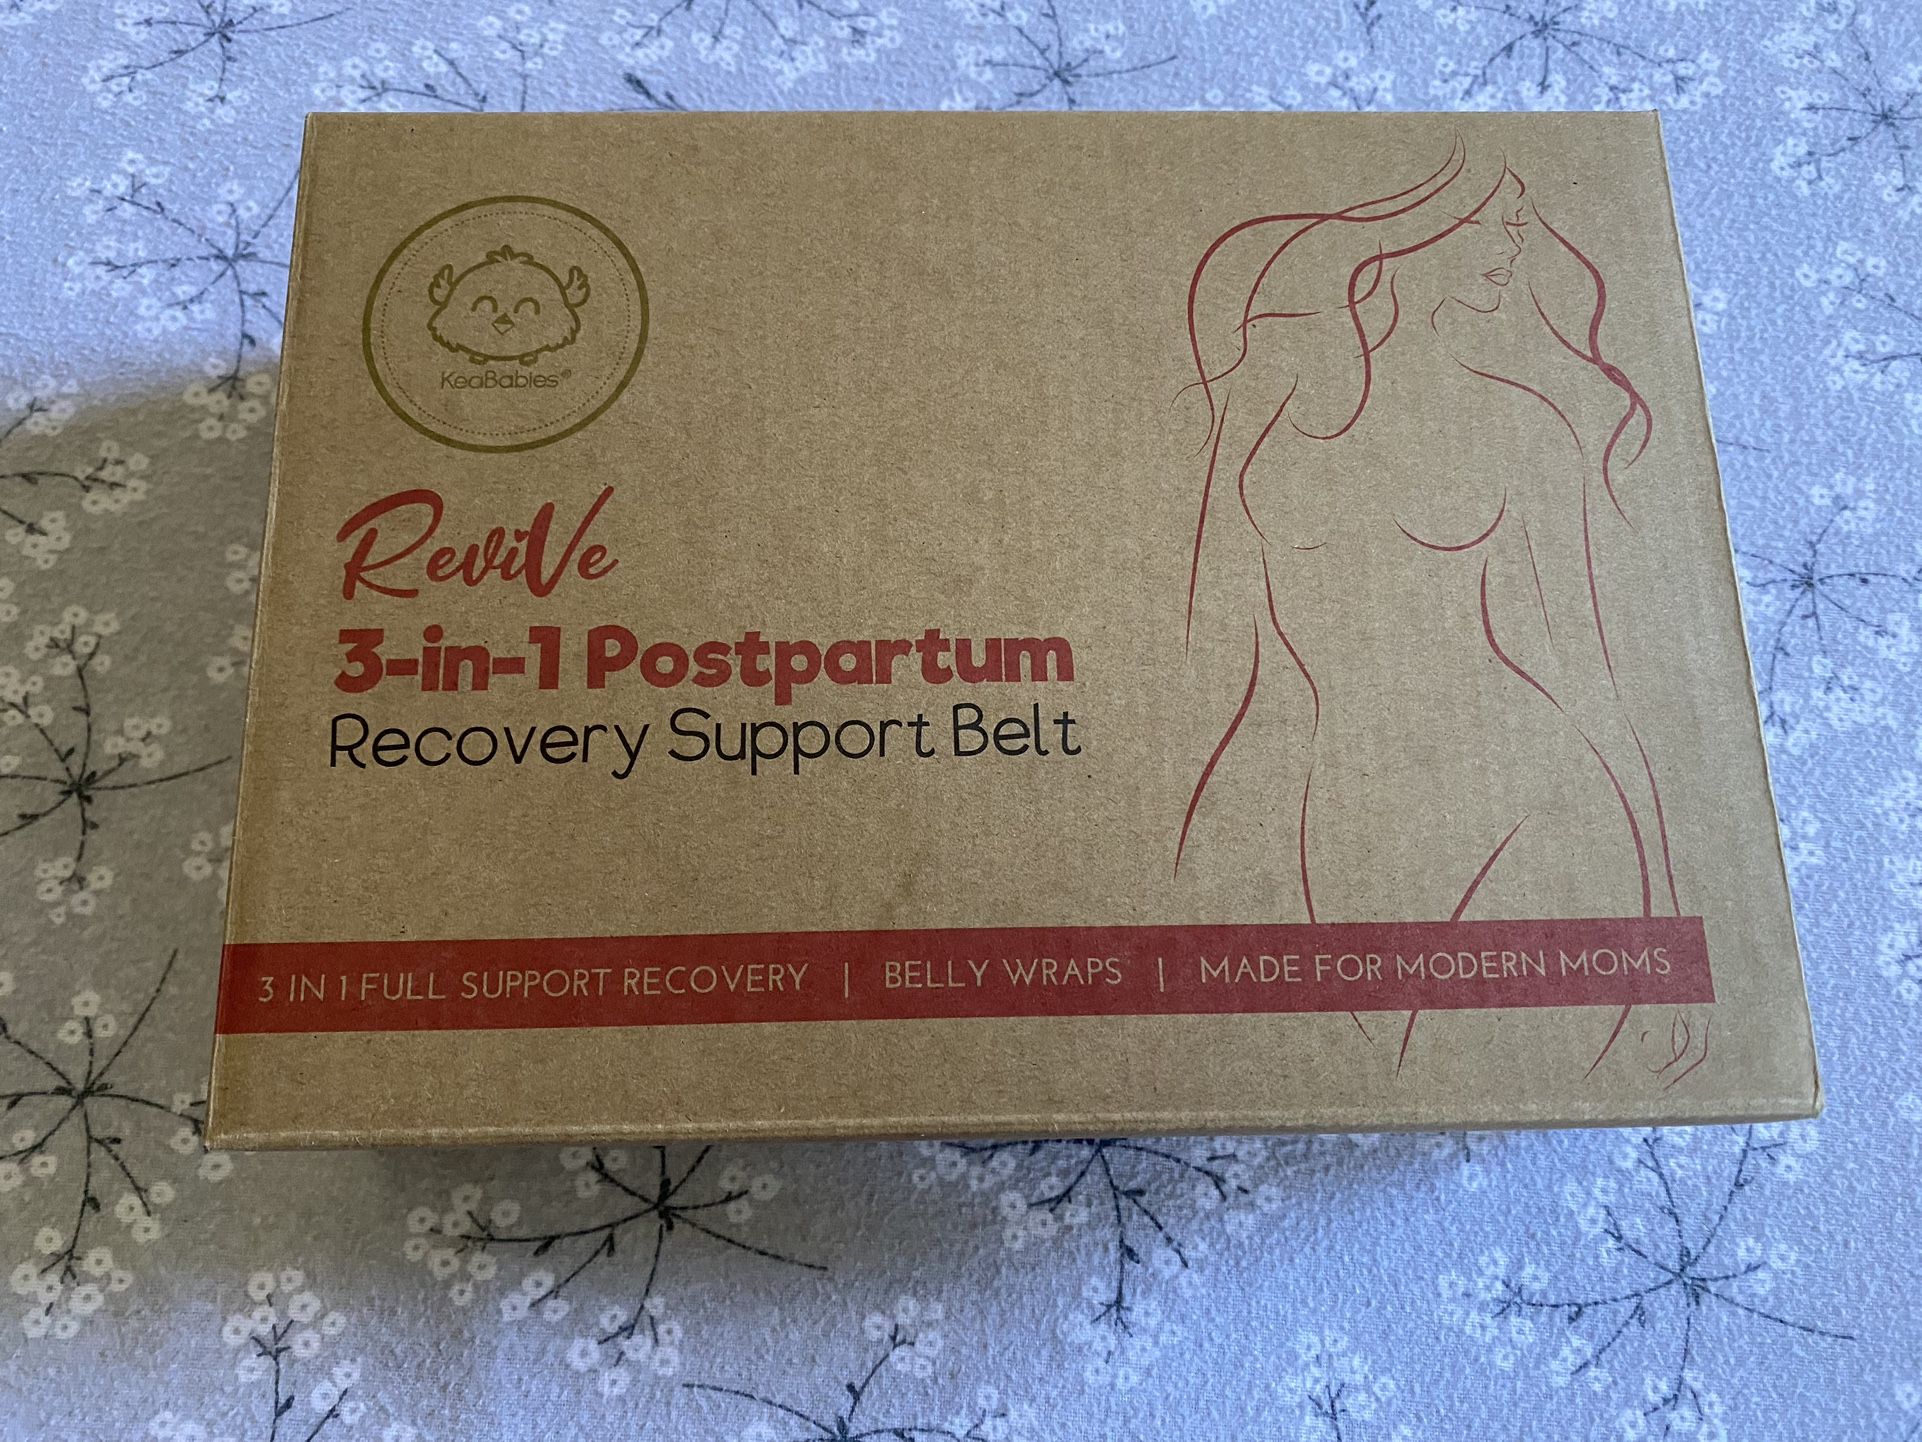 KeaBabies®
ReviVe
3-in-1 Postpartum
Recovery Support Belt
3 IN 1 FULL SUPPORT RECOVERY | BELLY WRAPS | MADE FOR MODERN MOMS